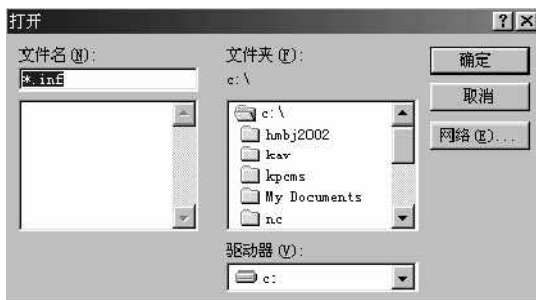 打开
文件名(N):
*.inf
文件夹(F):
c:\
c:\
hmbj2002
kav
kpcms
My Documents
nc
驱动器(V):
c:
确定
取消
网络(E)...